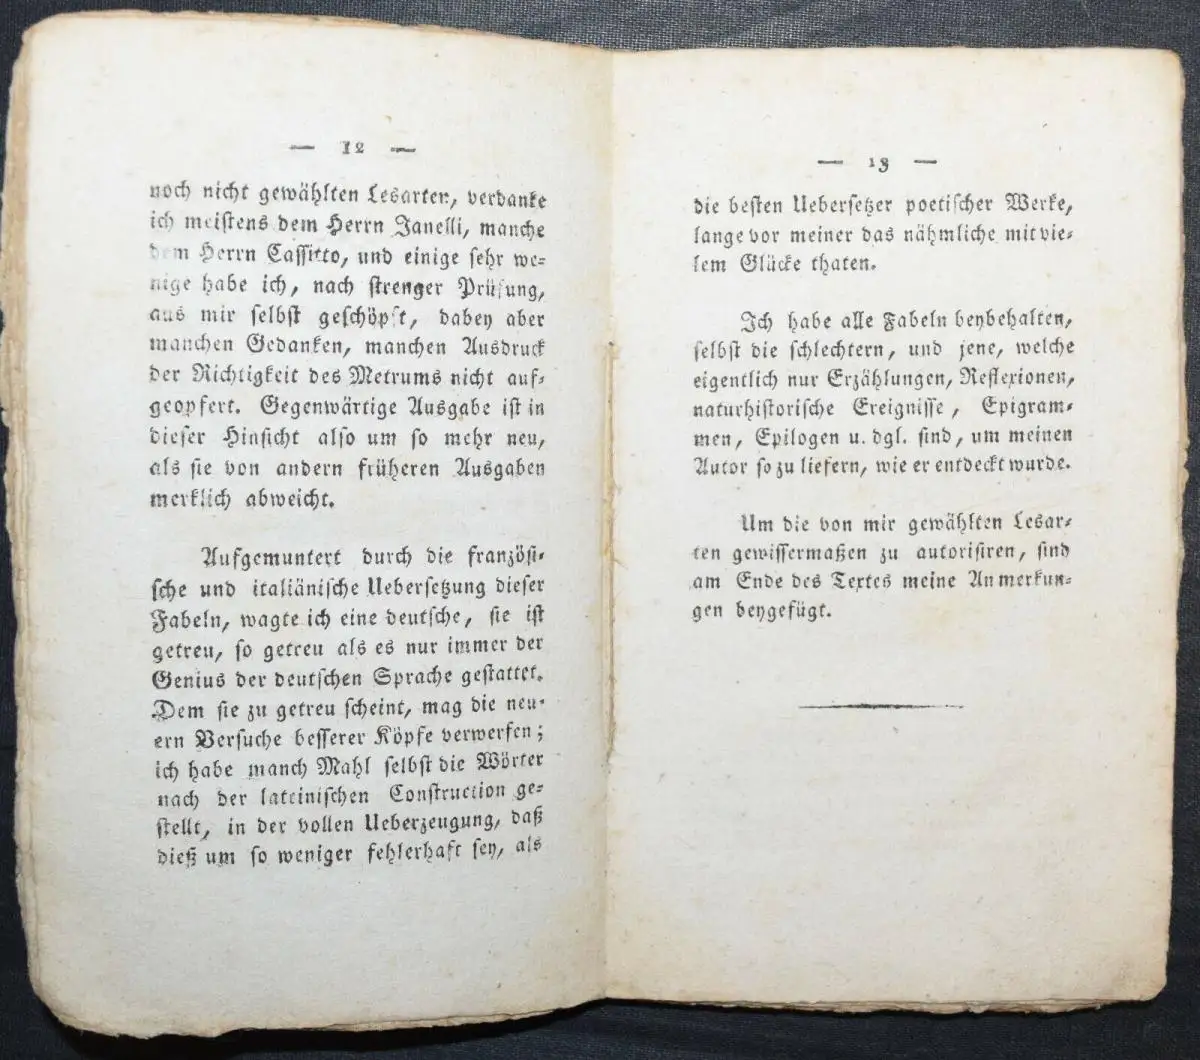 — 12 —
noch nicht gewählten Lesarten, verdanke
ich meistens dem Herrn Janelli, manche
dem Herrn Cassitto, und einige sehr we-
nige habe ich, nach strenger Prüfung,
aus mir selbst geschöpft, dabey aber
manchen Gedanken, manchen Ausdruck
der Richtigkeit des Metrums nicht auf-
geopfert. Gegenwärtige Ausgabe ist in
dieser Hinsicht also um so mehr neu,
als sie von andern früheren Ausgaben
merklich abweicht.
Aufgemuntert durch die französi-
sche und italiänische Uebersetzung dieser
Fabeln, wagte ich eine deutsche, sie ist
getreu, so getreu als es nur immer der
Genius der deutschen Sprache gestattet.
Dem sie zu getreu scheint, mag die neu-
ern Versuche besserer Köpfe verwerfen;
ich habe manch Mahl selbst die Wörter
nach der lateinischen Construction ge-
stellt, in der vollen Ueberzeugung, daß
dieß um so weniger fehlerhaft sey, als
— 13 —
die besten Uebersetzer poetischer Werke,
lange vor meiner das nähmliche mit vie-
lem Glücke thaten.
Ich habe alle Fabeln beybehalten,
selbst die schlechtern, und jene, welche
eigentlich nur Erzählungen, Reflexionen,
naturhistorische Ereignisse, Epigram-
men, Epilogen u. dgl. sind, um meinen
Autor so zu liefern, wie er entdeckt wurde.
Um die von mir gewählten Lesar-
ten gewissermaßen zu autorisiren, sind
am Ende des Textes meine Anmerkun-
gen beygefügt.